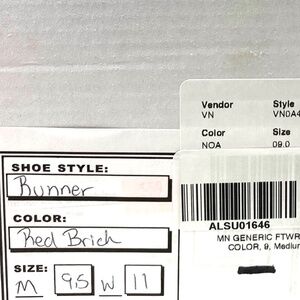 Vendor Style
VN VN0A4
Color Size
NOA 09.0
SHOE STYLE:
Runner
COLOR:
Red Brick
SIZE:
M 9.5 W 11
ALSU01646
MN GENERIC FTWR
COLOR, 9, Medium